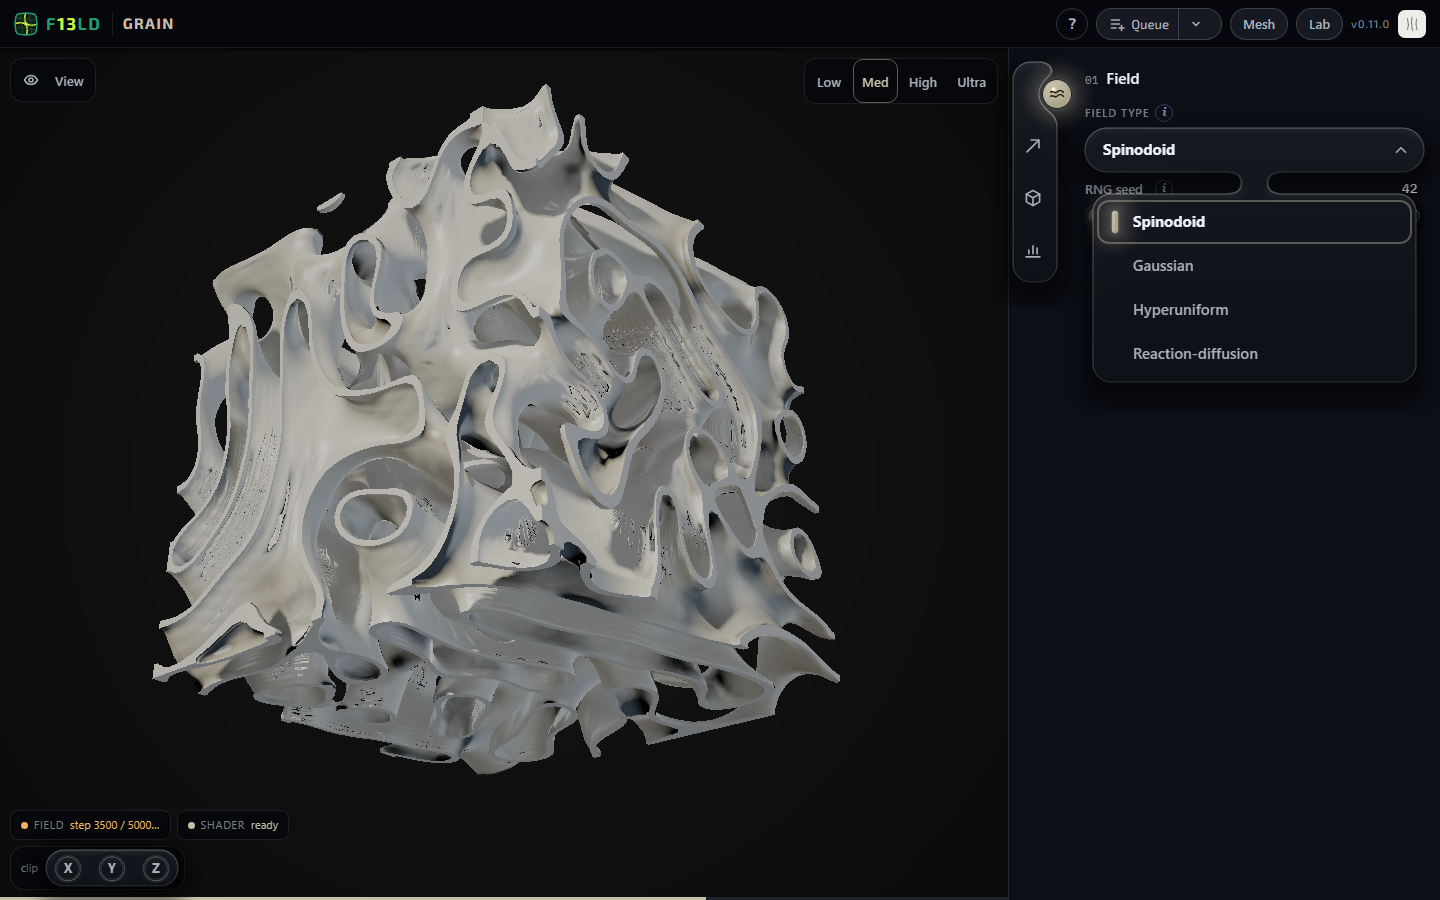 F13LD GRAIN
? Queue Mesh Lab v0.11.0
View
Low Med High Ultra
01 Field
FIELD TYPE i
Spinodoid
RNG seed i 42
Spinodoid
Gaussian
Hyperuniform
Reaction-diffusion
FIELD step 3500 / 5000...
SHADER ready
clip X Y Z